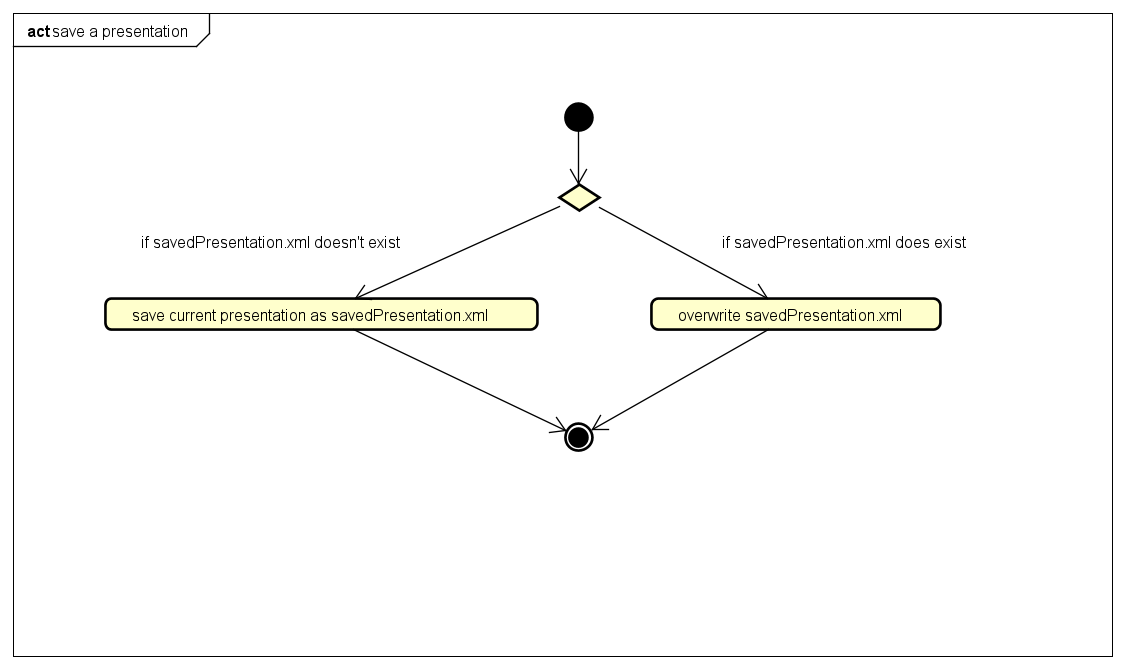 act save a presentation
if savedPresentation.xml doesn't exist
if savedPresentation.xml does exist
save current presentation as savedPresentation.xml
overwrite savedPresentation.xml